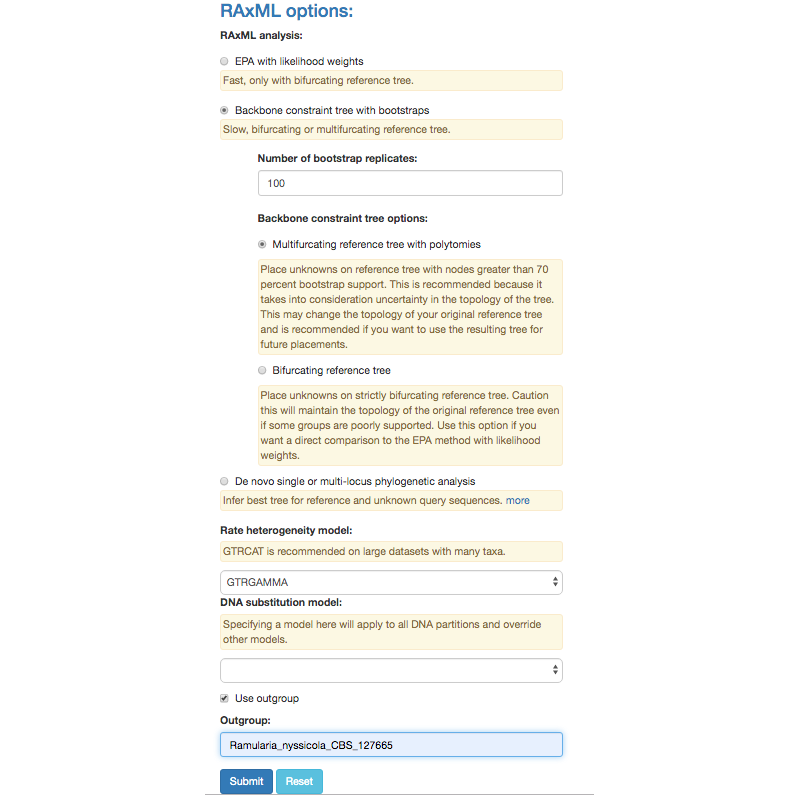 RAxML options:
RAxML analysis:
EPA with likelihood weights
Fast, only with bifurcating reference tree.
Backbone constraint tree with bootstraps
Slow, bifurcating or multifurcating reference tree.
Number of bootstrap replicates:
100
Backbone constraint tree options:
Multifurcating reference tree with polytomies
Place unknowns on reference tree with nodes greater than 70
percent bootstrap support. This is recommended because it
takes into consideration uncertainty in the topology of the tree.
This may change the topology of your original reference tree
and is recommended if you want to use the resulting tree for
future placements.
Bifurcating reference tree
Place unknowns on strictly bifurcating reference tree. Caution
this will maintain the topology of the original reference tree even
if some groups are poorly supported. Use this option if you
want a direct comparison to the EPA method with likelihood
weights.
De novo single or multi-locus phylogenetic analysis
Infer best tree for reference and unknown query sequences. more
Rate heterogeneity model:
GTRCAT is recommended on large datasets with many taxa.
GTRGAMMA
DNA substitution model:
Specifying a model here will apply to all DNA partitions and override
other models.
Use outgroup
Outgroup:
Ramularia_nyssicola_CBS_127665
Submit Reset